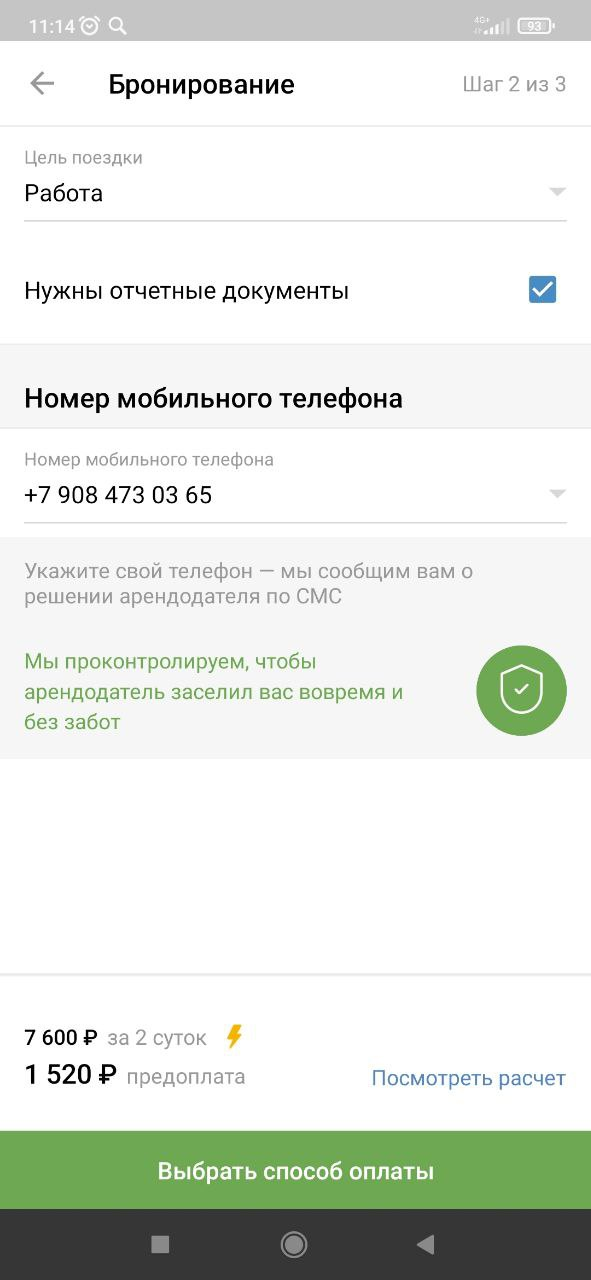 11:14
4G+
93
Бронирование
Шаг 2 из 3
Цель поездки
Работа
Нужны отчетные документы
Номер мобильного телефона
Номер мобильного телефона
+7 908 473 03 65
Укажите свой телефон — мы сообщим вам о
решении арендодателя по СМС
Мы проконтролируем, чтобы
арендодатель заселил вас вовремя и
без забот
7 600 ₽ за 2 суток
1 520 ₽ предоплата
Посмотреть расчет
Выбрать способ оплаты